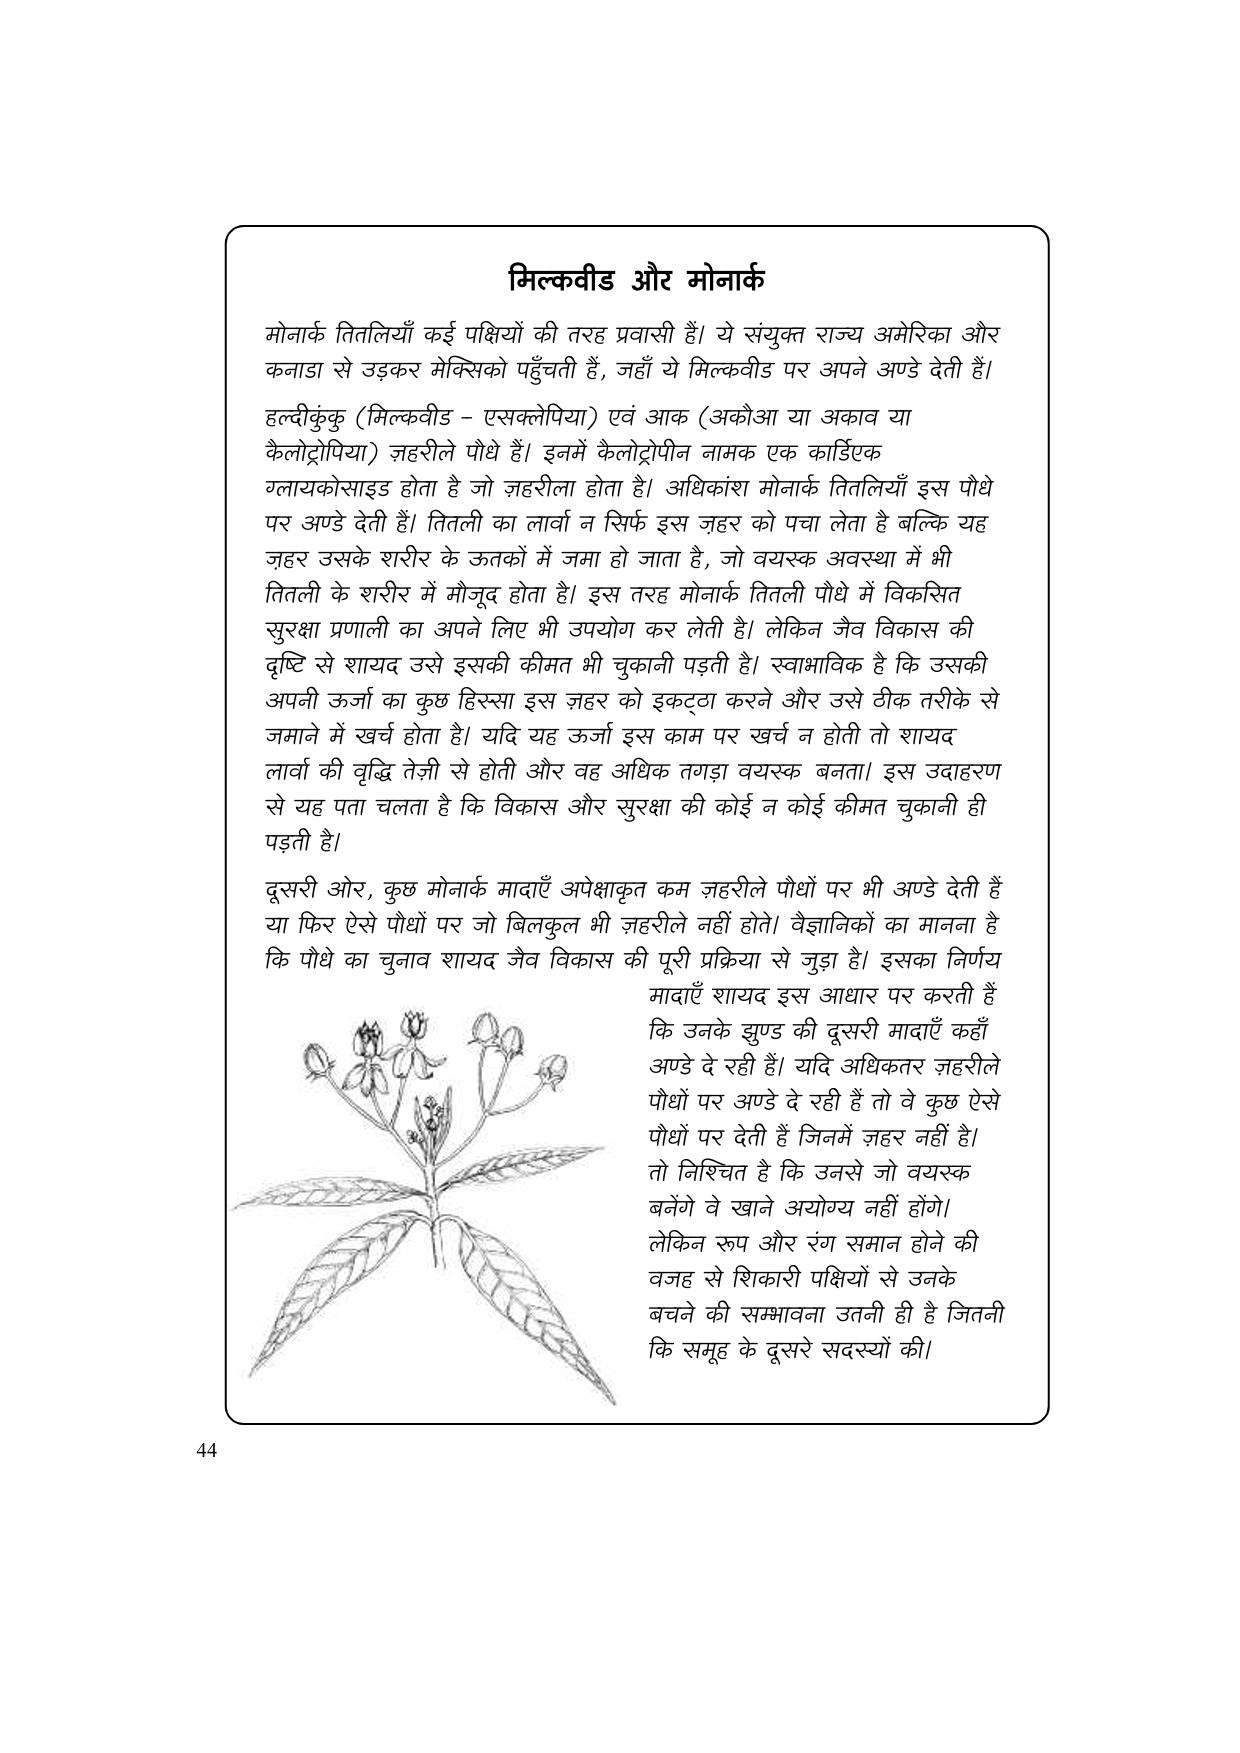 मिल्कवीड और मोनार्क
मोनार्क तितलियाँ कई पक्षियों की तरह प्रवासी हैं। ये संयुक्त राज्य अमेरिका और
कनाडा से उड़कर मेक्सिको पहुँचती हैं, जहाँ ये मिल्कवीड पर अपने अण्डे देती हैं।
हल्दीकुंकु (मिल्कवीड – एसक्लेपिया) एवं आक (अकौआ या अकाव या
कैलोट्रोपिया) ज़हरीले पौधे हैं। इनमें कैलोट्रोपीन नामक एक कार्डिएक
ग्लायकोसाइड होता है जो ज़हरीला होता है। अधिकांश मोनार्क तितलियाँ इस पौधे
पर अण्डे देती हैं। तितली का लार्वा न सिर्फ इस ज़हर को पचा लेता है बल्कि यह
ज़हर उसके शरीर के ऊतकों में जमा हो जाता है, जो वयस्क अवस्था में भी
तितली के शरीर में मौजूद होता है। इस तरह मोनार्क तितली पौधे में विकसित
सुरक्षा प्रणाली का अपने लिए भी उपयोग कर लेती है। लेकिन जैव विकास की
दृष्टि से शायद उसे इसकी कीमत भी चुकानी पड़ती है। स्वाभाविक है कि उसकी
अपनी ऊर्जा का कुछ हिस्सा इस ज़हर को इकट्ठा करने और उसे ठीक तरीके से
जमाने में खर्च होता है। यदि यह ऊर्जा इस काम पर खर्च न होती तो शायद
लार्वा की वृद्धि तेज़ी से होती और वह अधिक तगड़ा वयस्क बनता। इस उदाहरण
से यह पता चलता है कि विकास और सुरक्षा की कोई न कोई कीमत चुकानी ही
पड़ती है।
दूसरी ओर, कुछ मोनार्क मादाएँ अपेक्षाकृत कम ज़हरीले पौधों पर भी अण्डे देती हैं
या फिर ऐसे पौधों पर जो बिलकुल भी ज़हरीले नहीं होते। वैज्ञानिकों का मानना है
कि पौधे का चुनाव शायद जैव विकास की पूरी प्रक्रिया से जुड़ा है। इसका निर्णय
मादाएँ शायद इस आधार पर करती हैं
कि उनके झुण्ड की दूसरी मादाएँ कहाँ
अण्डे दे रही हैं। यदि अधिकतर ज़हरीले
पौधों पर अण्डे दे रही हैं तो वे कुछ ऐसे
पौधों पर देती हैं जिनमें ज़हर नहीं है।
तो निश्चित है कि उनसे जो वयस्क
बनेंगे वे खाने अयोग्य नहीं होंगे।
लेकिन रूप और रंग समान होने की
वजह से शिकारी पक्षियों से उनके
बचने की सम्भावना उतनी ही है जितनी
कि समूह के दूसरे सदस्यों की।
44